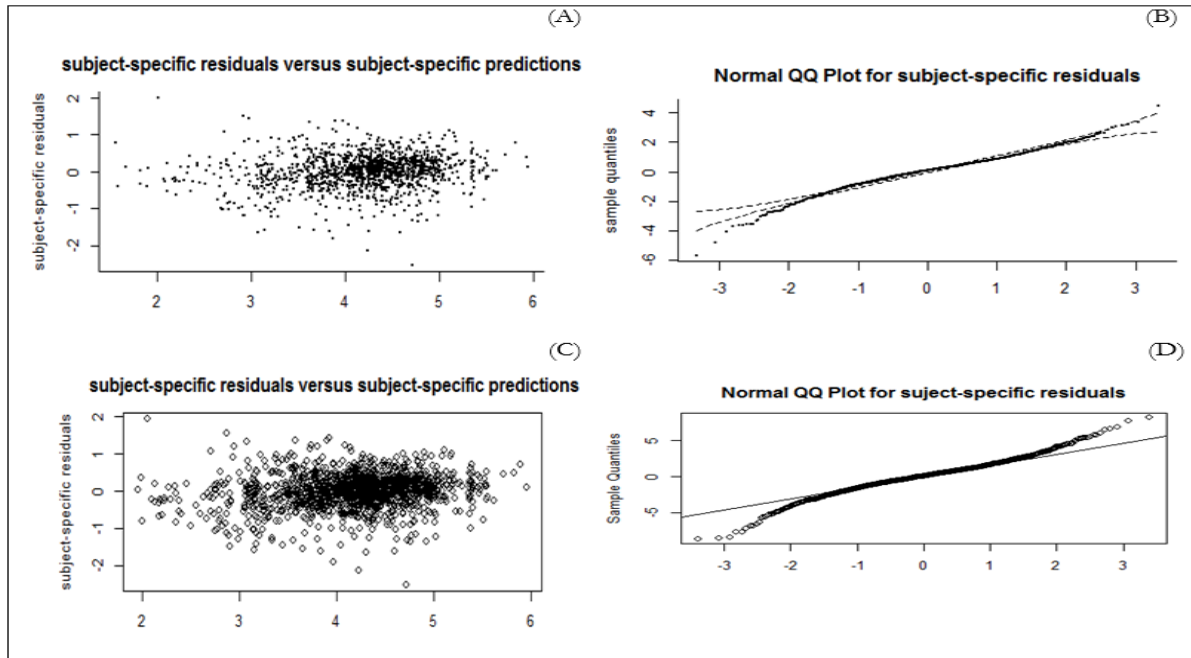 (A)
subject-specific residuals versus subject-specific predictions
subject-specific residuals
2
1
0
-1
-2
2 3 4 5 6
(B)
Normal QQ Plot for subject-specific residuals
sample quantiles
4
2
0
-2
-4
-6
-3 -2 -1 0 1 2 3
(C)
subject-specific residuals versus subject-specific predictions
subject-specific residuals
2
1
0
-1
-2
2 3 4 5 6
(D)
Normal QQ Plot for suject-specific residuals
Sample Quantiles
5
0
-5
-3 -2 -1 0 1 2 3